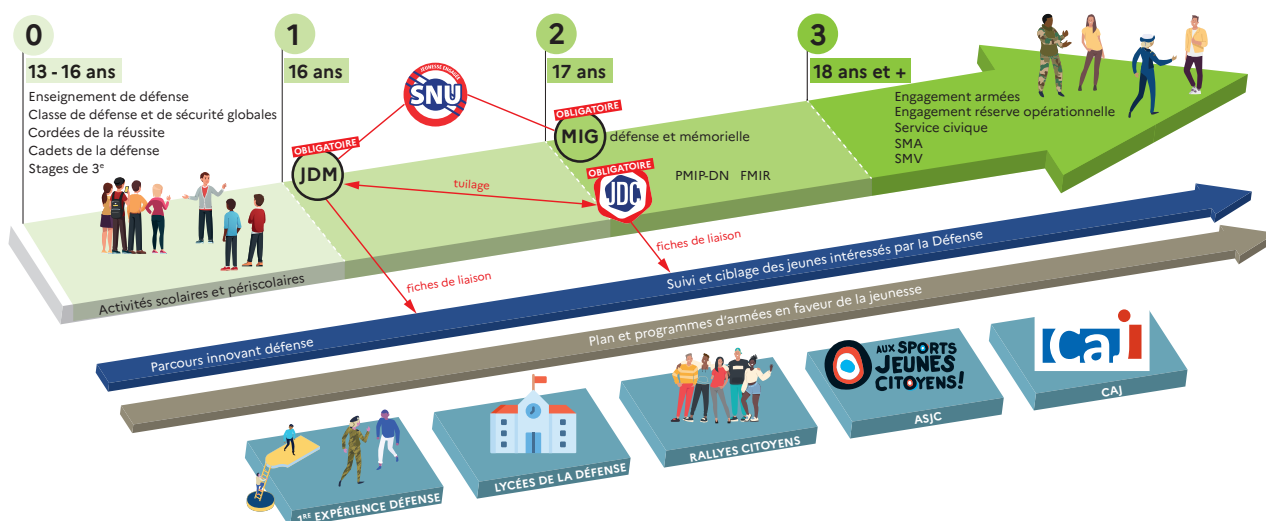 0
13 - 16 ans
Enseignement de défense
Classe de défense et de sécurité globales
Cordées de la réussite
Cadets de la défense
Stages de 3e
1
16 ans
JEUNESSE ENGAGÉE
SNU
2
17 ans
OBLIGATOIRE
MIG
défense et mémorielle
3
18 ans et +
Engagement armées
Engagement réserve opérationnelle
Service civique
SMA
SMV
OBLIGATOIRE
JDM
tuilage
OBLIGATOIRE
JDC
PMIP-DN FMIR
fiches de liaison
fiches de liaison
Activités scolaires et périscolaires
Parcours innovant défense
Suivi et ciblage des jeunes intéressés par la Défense
Plan et programmes d'armées en faveur de la jeunesse
1RE EXPÉRIENCE DÉFENSE
LYCÉES DE LA DÉFENSE
RALLYES CITOYENS
AUX SPORTS
JEUNES
CITOYENS!
ASJC
caj
CAJ